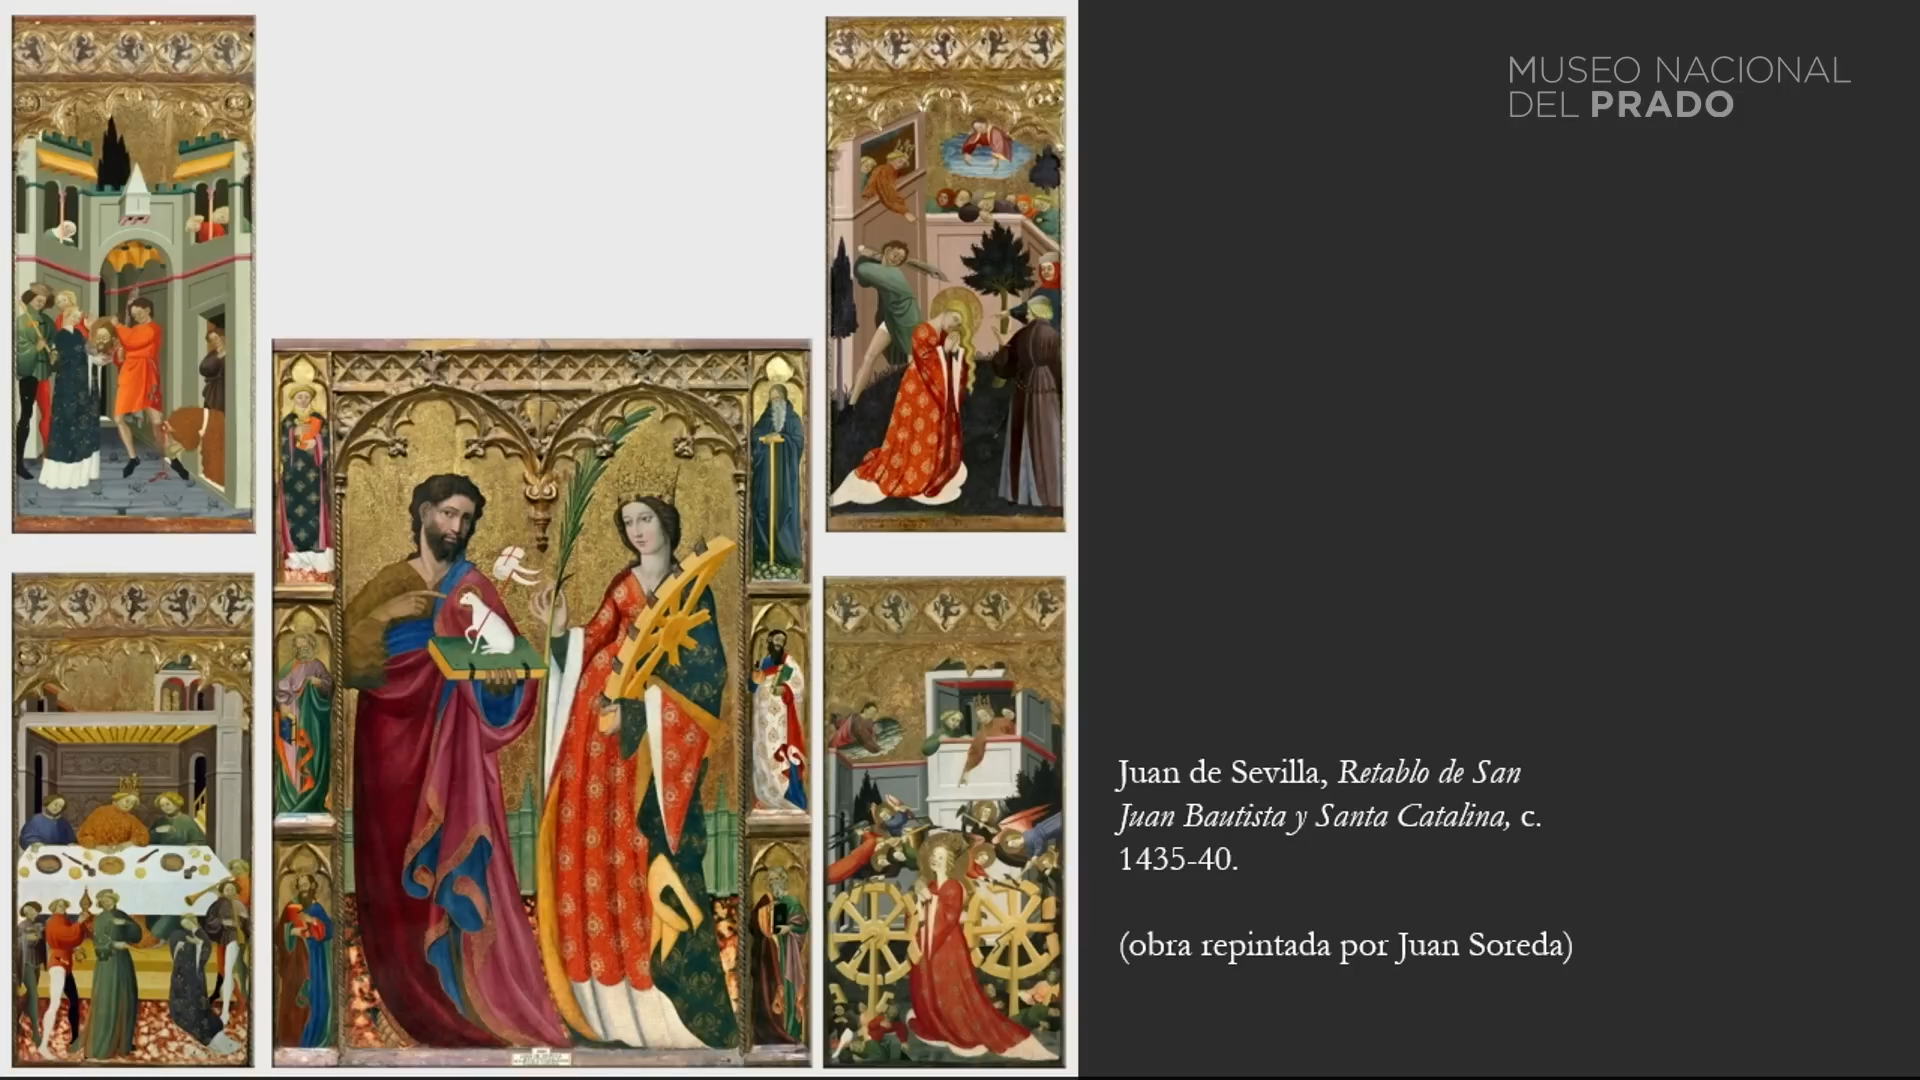 MUSEO NACIONAL
DEL PRADO
Juan de Sevilla, Retablo de San
Juan Bautista y Santa Catalina, c.
1435-40.
(obra repintada por Juan Soreda)